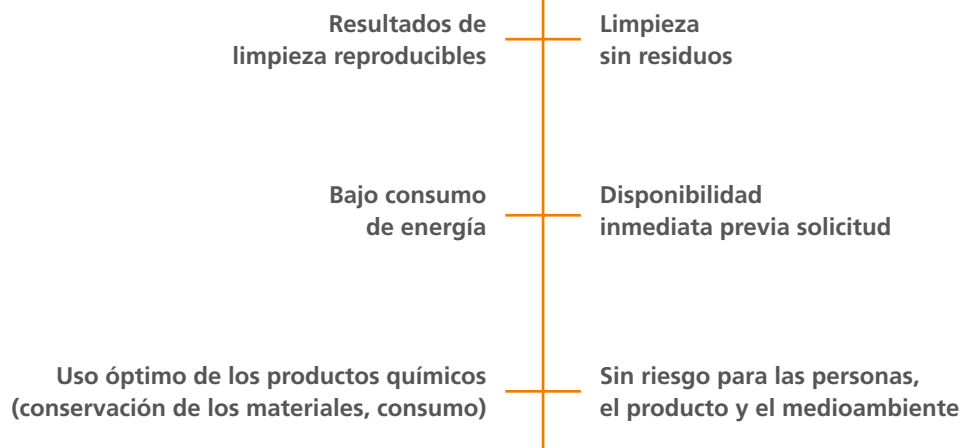 Resultados de
limpieza reproducibles
Limpieza
sin residuos
Bajo consumo
de energía
Disponibilidad
inmediata previa solicitud
Uso óptimo de los productos químicos
(conservación de los materiales, consumo)
Sin riesgo para las personas,
el producto y el medioambiente